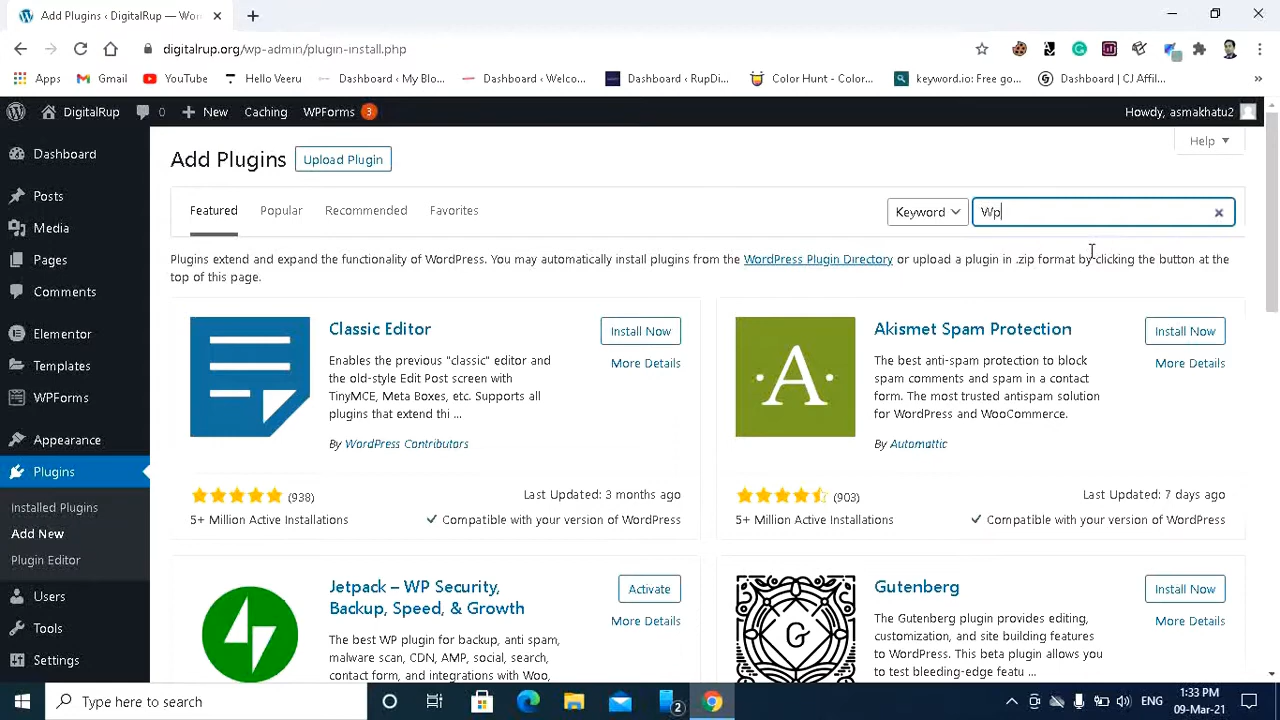 Add Plugins ‹ DigitalRup — Wor
digitalrup.org/wp-admin/plugin-install.php
Apps
Gmail
YouTube
Hello Veeru
Dashboard ‹ My Blo...
Dashboard ‹ Welco...
Dashboard ‹ RupDi...
Color Hunt - Color...
keyword.io: Free go...
Dashboard | CJ Affil...
»
DigitalRup
0
New
Caching
WPForms 3
Howdy, asmakhatu2
Dashboard
Posts
Media
Pages
Comments
Elementor
Templates
WPForms
Appearance
Plugins
Installed Plugins
Add New
Plugin Editor
Users
Tools
Settings
Help
Add Plugins
Upload Plugin
Featured
Popular
Recommended
Favorites
Keyword
Wp
Plugins extend and expand the functionality of WordPress. You may automatically install plugins from the WordPress Plugin Directory or upload a plugin in .zip format by clicking the button at the
top of this page.
Classic Editor
Install Now
More Details
Enables the previous "classic" editor and
the old-style Edit Post screen with
TinyMCE, Meta Boxes, etc. Supports all
plugins that extend thi ...
By WordPress Contributors
(938)
5+ Million Active Installations
Last Updated: 3 months ago
Compatible with your version of WordPress
Akismet Spam Protection
Install Now
More Details
The best anti-spam protection to block
spam comments and spam in a contact
form. The most trusted antispam solution
for WordPress and WooCommerce.
By Automattic
A
(903)
5+ Million Active Installations
Last Updated: 7 days ago
Compatible with your version of WordPress
Jetpack – WP Security,
Backup, Speed, & Growth
Activate
More Details
The best WP plugin for backup, anti spam,
malware scan, CDN, AMP, social, search,
contact form, and integrations with Woo,
Gutenberg
Install Now
More Details
The Gutenberg plugin provides editing,
customization, and site building features
to WordPress. This beta plugin allows you
to test bleeding-edge featu ...
G
Type here to search
2
ENG
1:33 PM
09-Mar-21